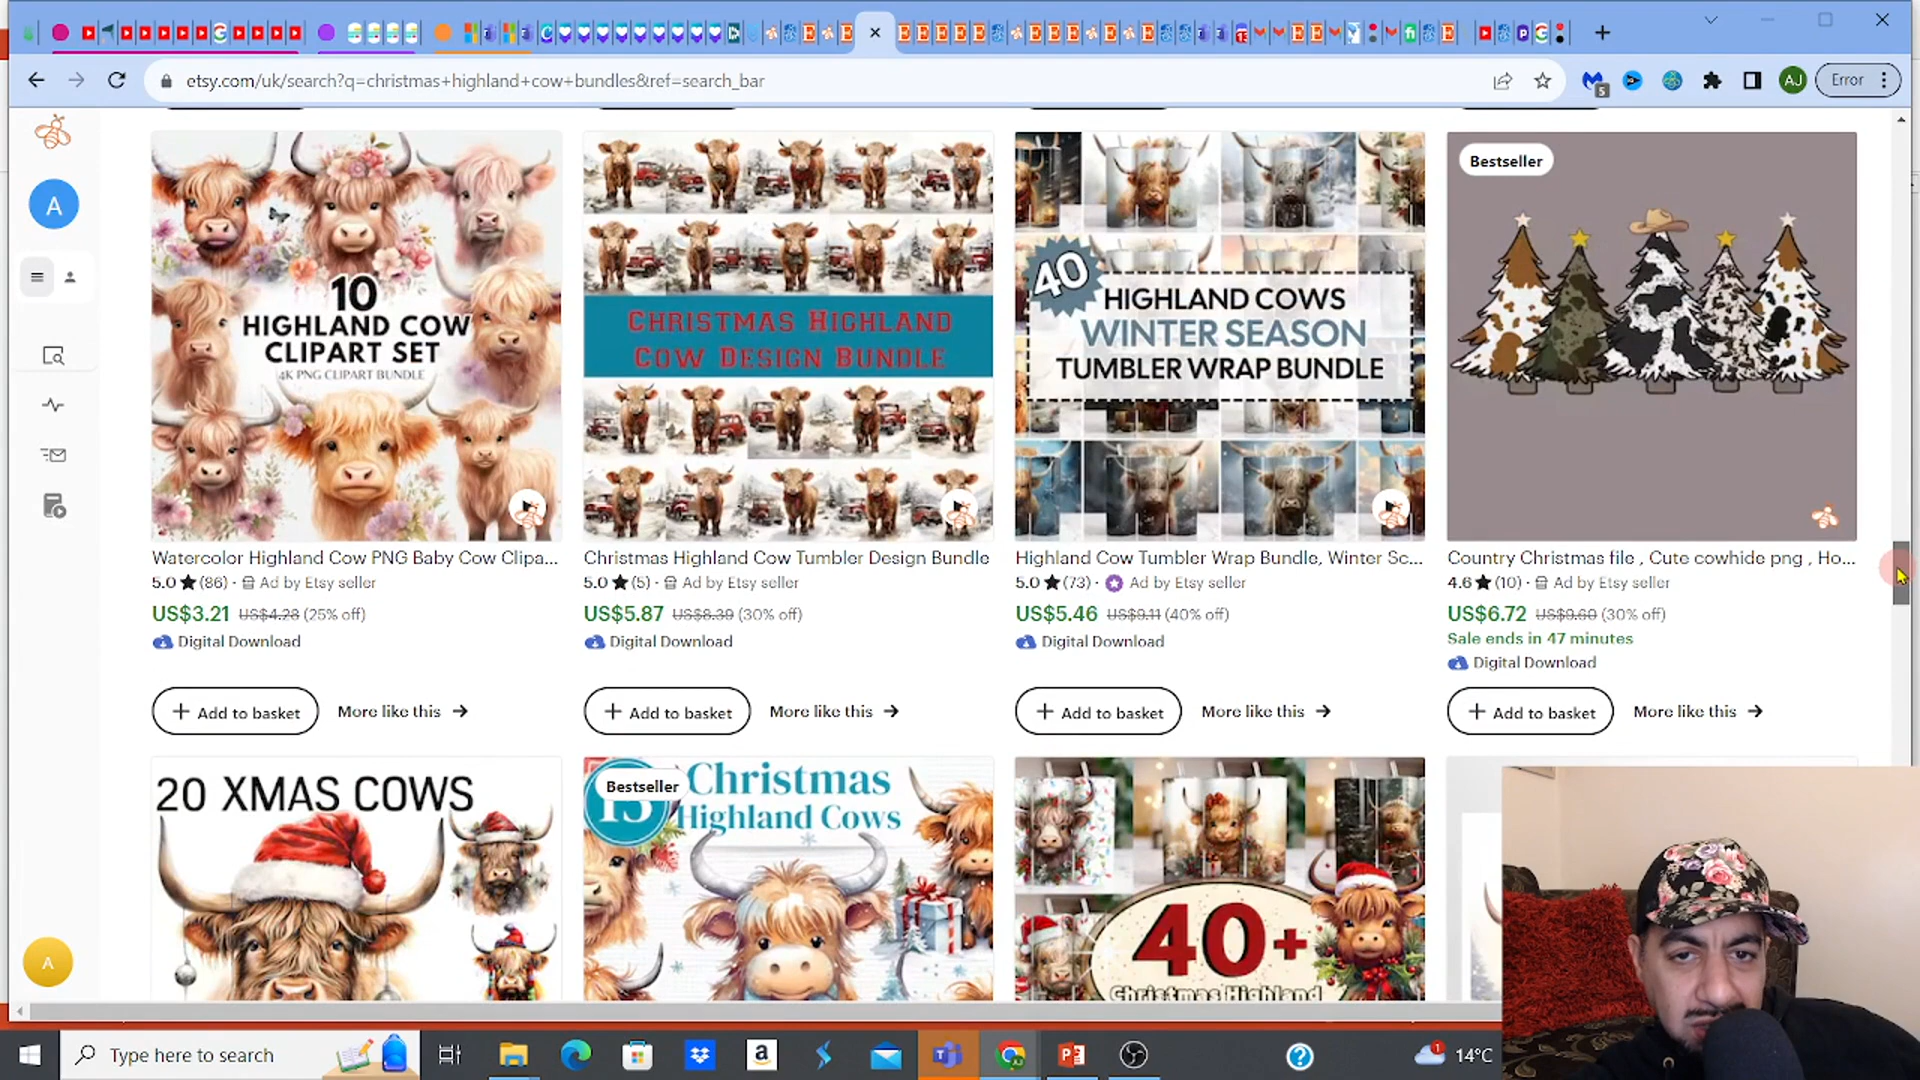 etsy.com/uk/search?q=christmas+highland+cow+bundles&ref=search_bar
5
AJ
Error
A
10
HIGHLAND COW
CLIPART SET
4K PNG CLIPART BUNDLE
CHRISTMAS HIGHLAND
COW DESIGN BUNDLE
40
HIGHLAND COWS
WINTER SEASON
TUMBLER WRAP BUNDLE
Bestseller
Watercolor Highland Cow PNG Baby Cow Clipa...
5.0 ★ (86) · Ad by Etsy seller
US$3.21 US$4.28 (25% off)
Digital Download
+ Add to basket More like this →
Christmas Highland Cow Tumbler Design Bundle
5.0 ★ (5) · Ad by Etsy seller
US$5.87 US$8.39 (30% off)
Digital Download
+ Add to basket More like this →
Highland Cow Tumbler Wrap Bundle, Winter Sc...
5.0 ★ (73) · Ad by Etsy seller
US$5.46 US$9.11 (40% off)
Digital Download
+ Add to basket More like this →
Country Christmas file , Cute cowhide png , Ho...
4.6 ★ (10) · Ad by Etsy seller
US$6.72 US$9.60 (30% off)
Sale ends in 47 minutes
Digital Download
+ Add to basket More like this →
20 XMAS COWS
Bestseller
15
Christmas
Highland Cows
40+
Christmas Highland
A
Type here to search
1
14°C